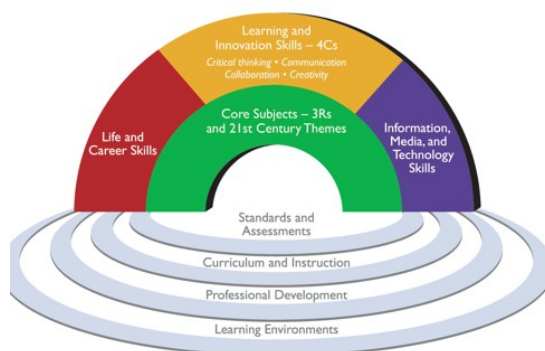 Learning and
Innovation Skills – 4Cs
Critical thinking • Communication
Collaboration • Creativity
Core Subjects – 3Rs
and 21st Century Themes
Life and
Career Skills
Information,
Media, and
Technology
Skills
Standards and
Assessments
Curriculum and Instruction
Professional Development
Learning Environments